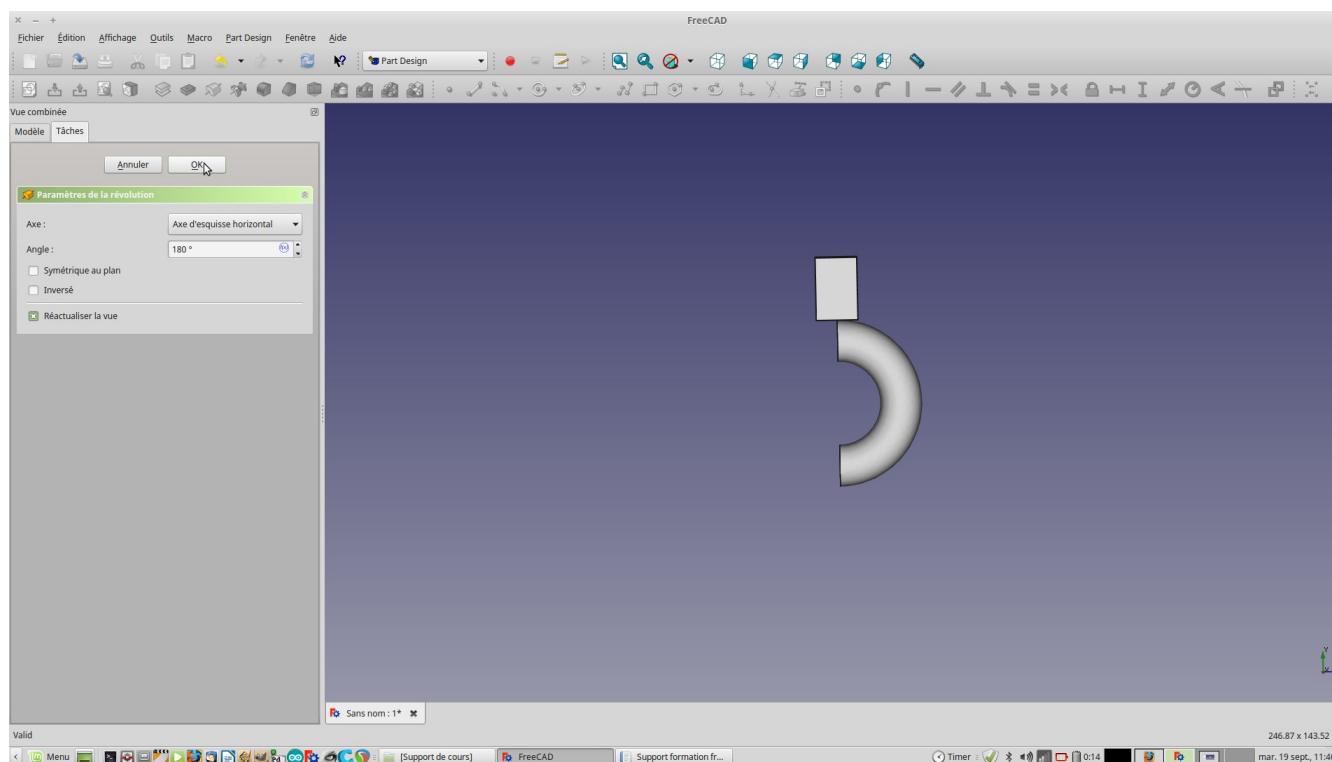 FreeCAD
Fichier Édition Affichage Outils Macro Part Design Fenêtre Aide
Part Design
Vue combinée
Modèle Tâches
Annuler OK
Paramètres de la révolution
Axe : Axe d'esquisse horizontal
Angle : 180 °
Symétrique au plan
Inversé
Réactualiser la vue
Y
Sans nom : 1*
Valid 246.87 x 143.52
Menu [Support de cours] FreeCAD Support formation fr... Timer 0:14 mar. 19 sept., 11:4